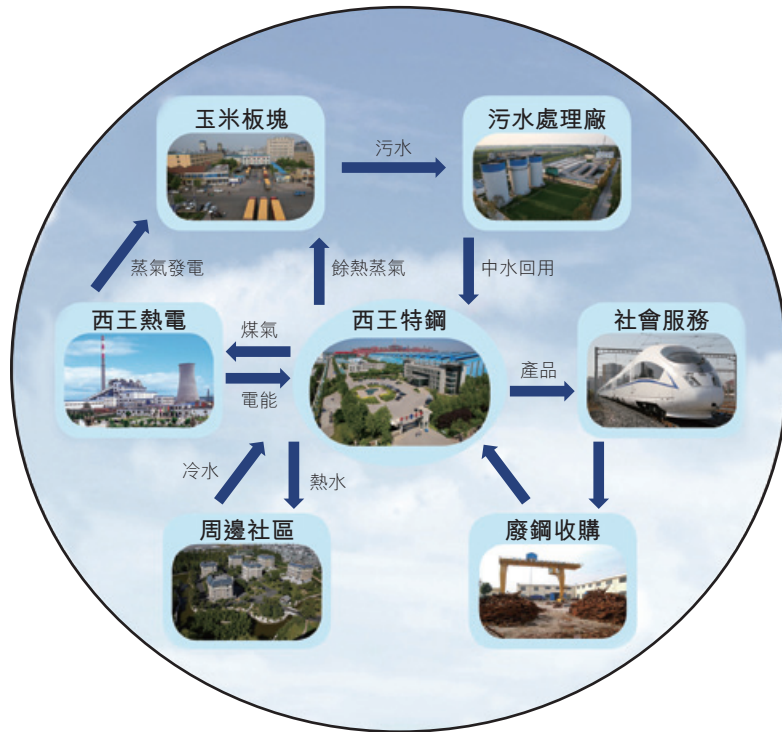 玉米板塊
污水處理廠
污水
蒸氣發電
餘熱蒸氣
中水回用
西王熱電
煤氣
西王特鋼
社會服務
產品
電能
冷水
熱水
周邊社區
廢鋼收購